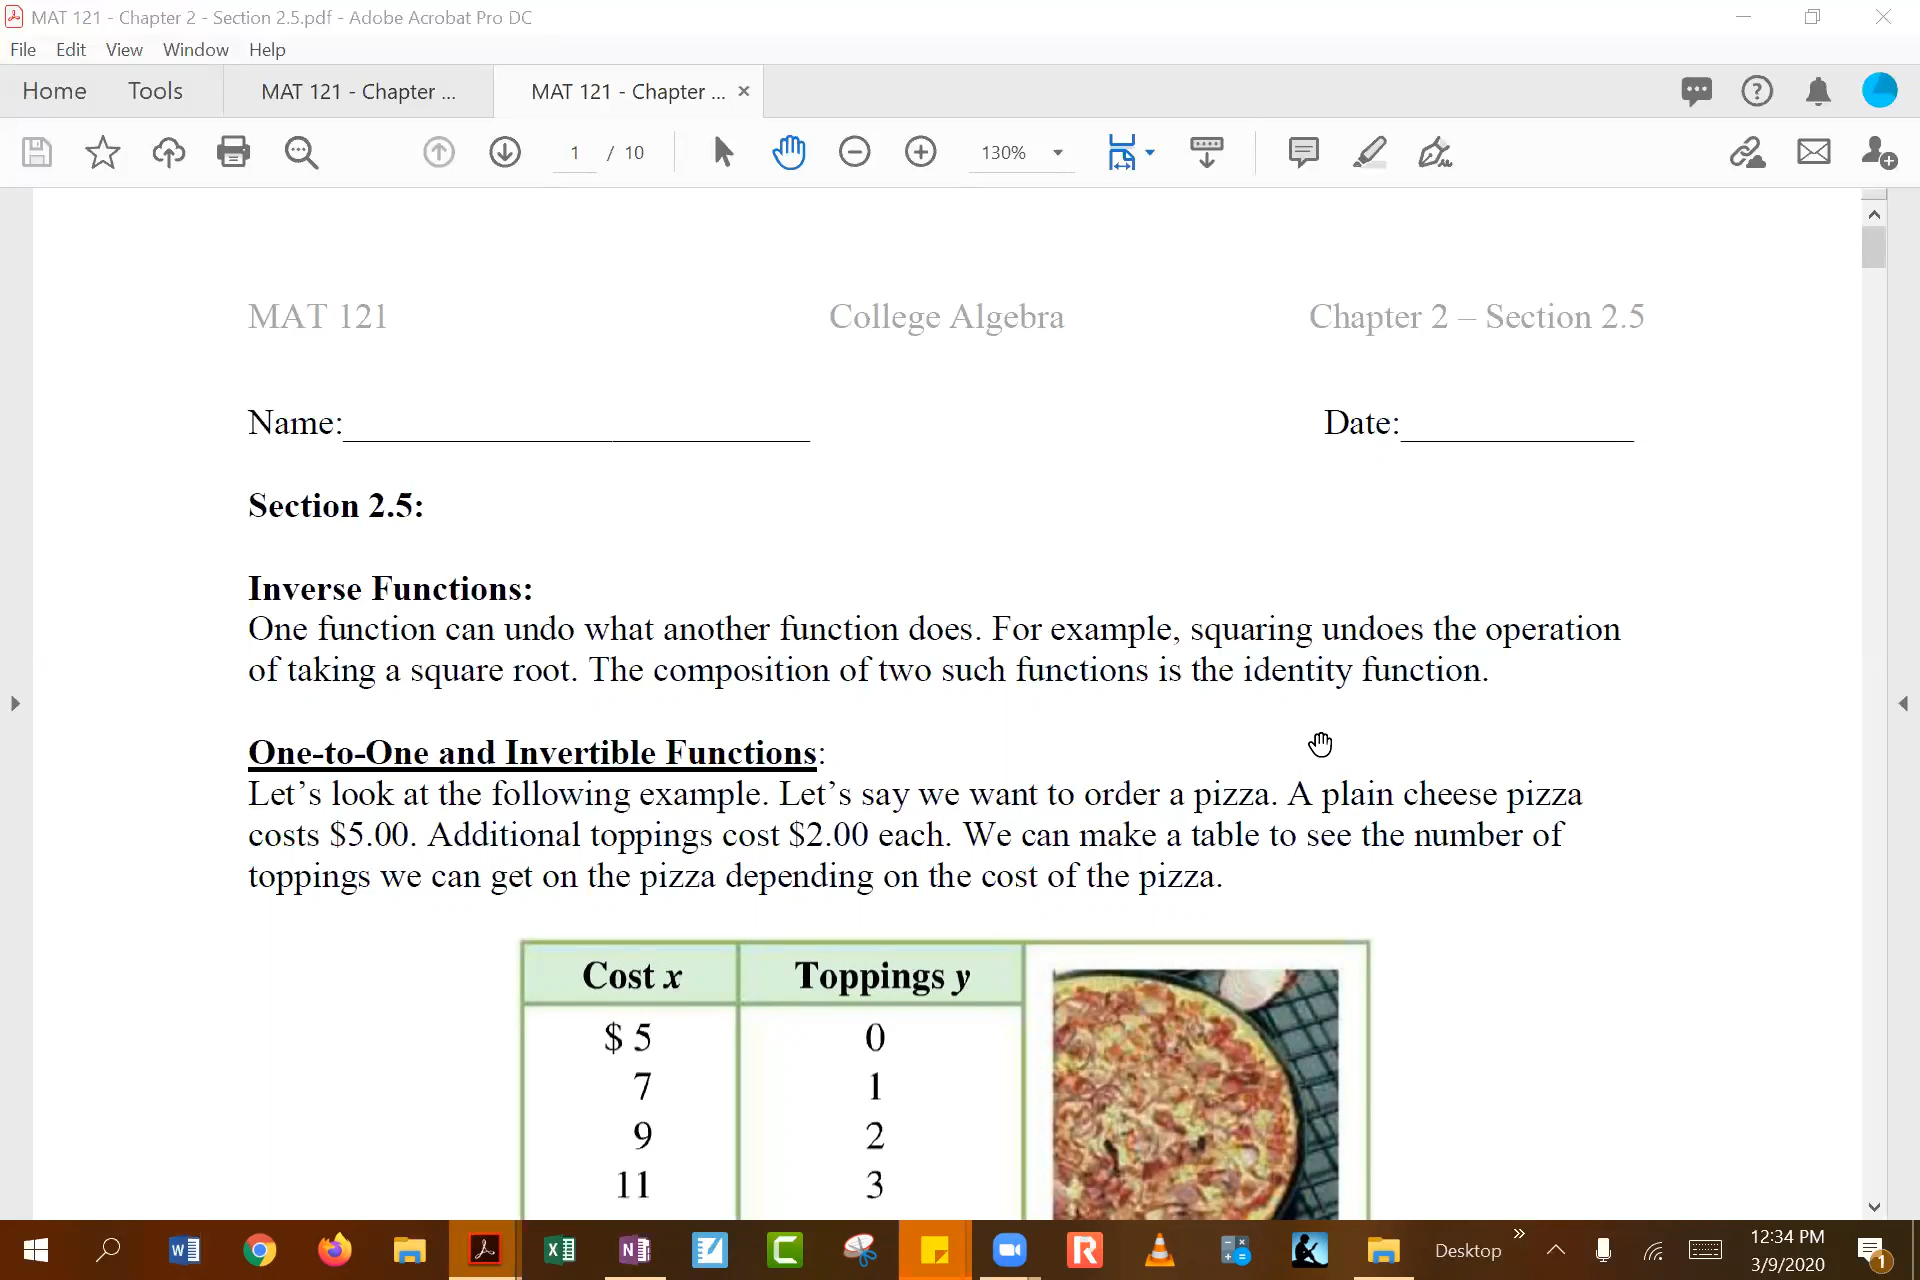 MAT 121 - Chapter 2 - Section 2.5.pdf - Adobe Acrobat Pro DC
File Edit View Window Help
Home Tools MAT 121 - Chapter ... MAT 121 - Chapter ... ×
1 / 10 130%
MAT 121 College Algebra Chapter 2 – Section 2.5
Name:__________________________ Date:_____________
Section 2.5:
Inverse Functions:
One function can undo what another function does. For example, squaring undoes the operation
of taking a square root. The composition of two such functions is the identity function.
One-to-One and Invertible Functions:
Let’s look at the following example. Let’s say we want to order a pizza. A plain cheese pizza
costs $5.00. Additional toppings cost $2.00 each. We can make a table to see the number of
toppings we can get on the pizza depending on the cost of the pizza.
Cost x Toppings y
$ 5 0
7 1
9 2
11 3
Desktop
12:34 PM
3/9/2020
1